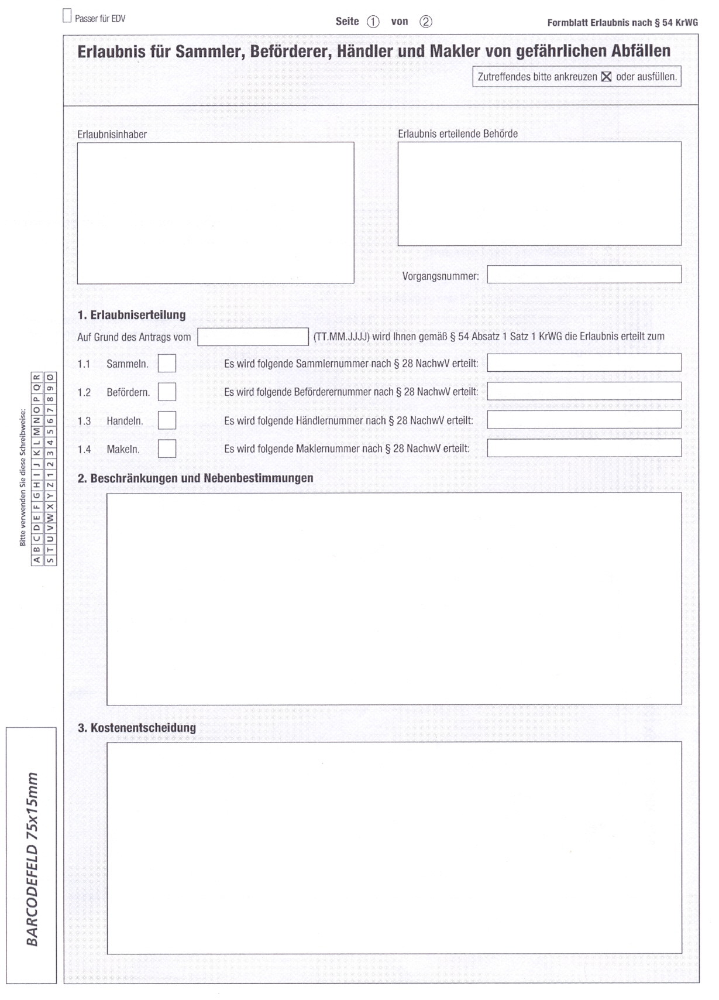 Passer für EDV
Seite 1 von 2
Formblatt Erlaubnis nach § 54 KrWG
Erlaubnis für Sammler, Beförderer, Händler und Makler von gefährlichen Abfällen
Zutreffendes bitte ankreuzen ☒ oder ausfüllen.
Erlaubnisinhaber
Erlaubnis erteilende Behörde
Vorgangsnummer:
1. Erlaubniserteilung
Auf Grund des Antrags vom (TT.MM.JJJJ) wird Ihnen gemäß § 54 Absatz 1 Satz 1 KrWG die Erlaubnis erteilt zum
1.1 Sammeln. Es wird folgende Sammlernummer nach § 28 NachwV erteilt:
1.2 Befördern. Es wird folgende Beförderernummer nach § 28 NachwV erteilt:
1.3 Handeln. Es wird folgende Händlernummer nach § 28 NachwV erteilt:
1.4 Makeln. Es wird folgende Maklernummer nach § 28 NachwV erteilt:
2. Beschränkungen und Nebenbestimmungen
3. Kostenentscheidung
Bitte verwenden Sie diese Schreibweise:
A B C D E F G H I J K L M N O P Q R
S T U V W X Y Z 1 2 3 4 5 6 7 8 9 Ø
BARCODEFELD 75x15mm